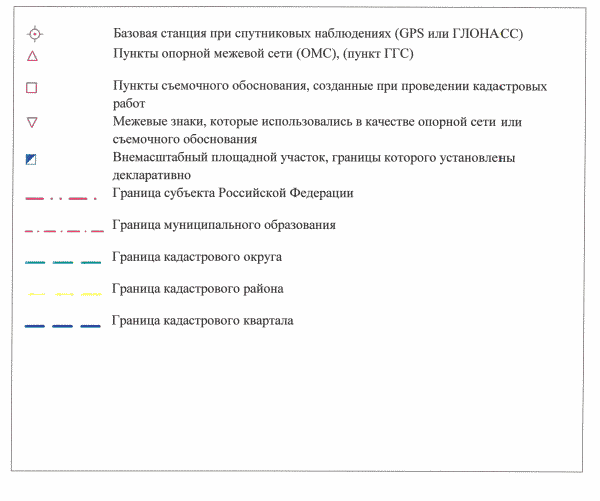 Базовая станция при спутниковых наблюдениях (GPS или ГЛОНАСС)
Пункты опорной межевой сети (ОМС), (пункт ГГС)
Пункты съемочного обоснования, созданные при проведении кадастровых
работ
Межевые знаки, которые использовались в качестве опорной сети или
съемочного обоснования
Внемасштабный площадной участок, границы которого установлены
декларативно
Граница субъекта Российской Федерации
Граница муниципального образования
Граница кадастрового округа
Граница кадастрового района
Граница кадастрового квартала